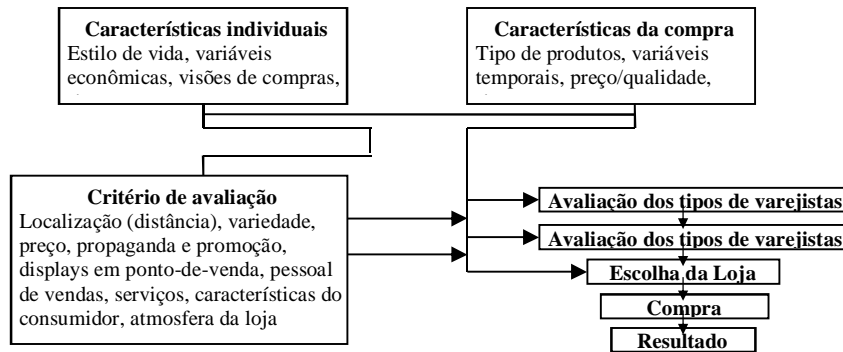 Características individuais
Estilo de vida, variáveis
econômicas, visões de compras,
Características da compra
Tipo de produtos, variáveis
temporais, preço/qualidade,
Critério de avaliação
Localização (distância), variedade,
preço, propaganda e promoção,
displays em ponto-de-venda, pessoal
de vendas, serviços, características do
consumidor, atmosfera da loja
Avaliação dos tipos de varejistas
Avaliação dos tipos de varejistas
Escolha da Loja
Compra
Resultado